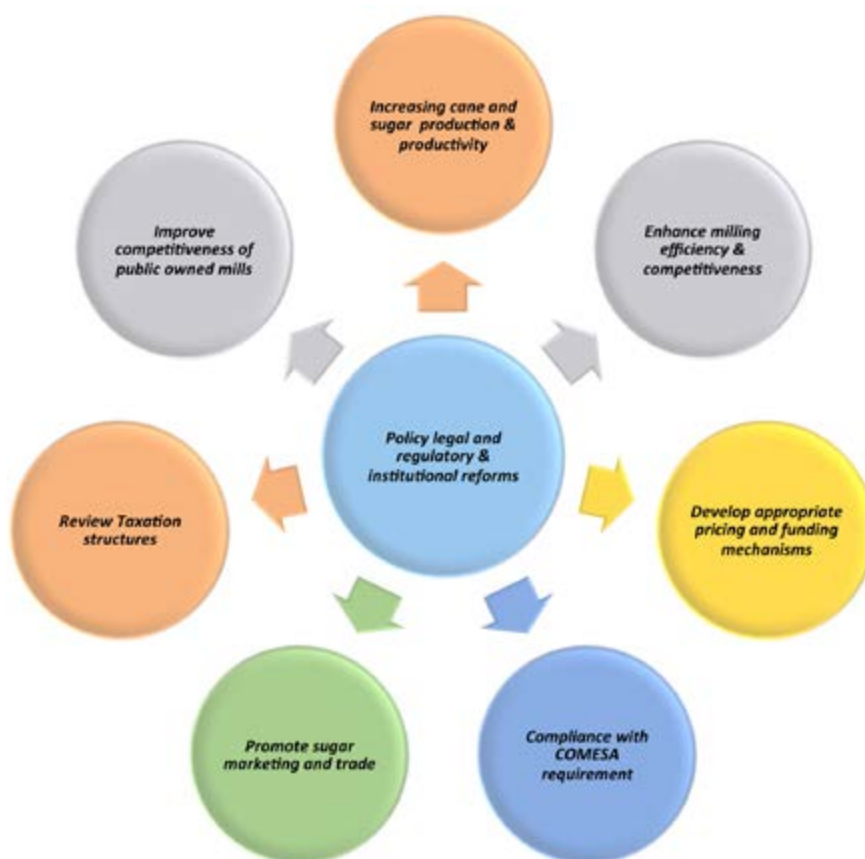 Increasing cane and
sugar production &
productivity
Improve
competitiveness of
public owned mills
Enhance milling
efficiency &
competitiveness
Policy legal and
regulatory &
institutional reforms
Review Taxation
structures
Develop appropriate
pricing and funding
mechanisms
Promote sugar
marketing and trade
Compliance with
COMESA
requirement